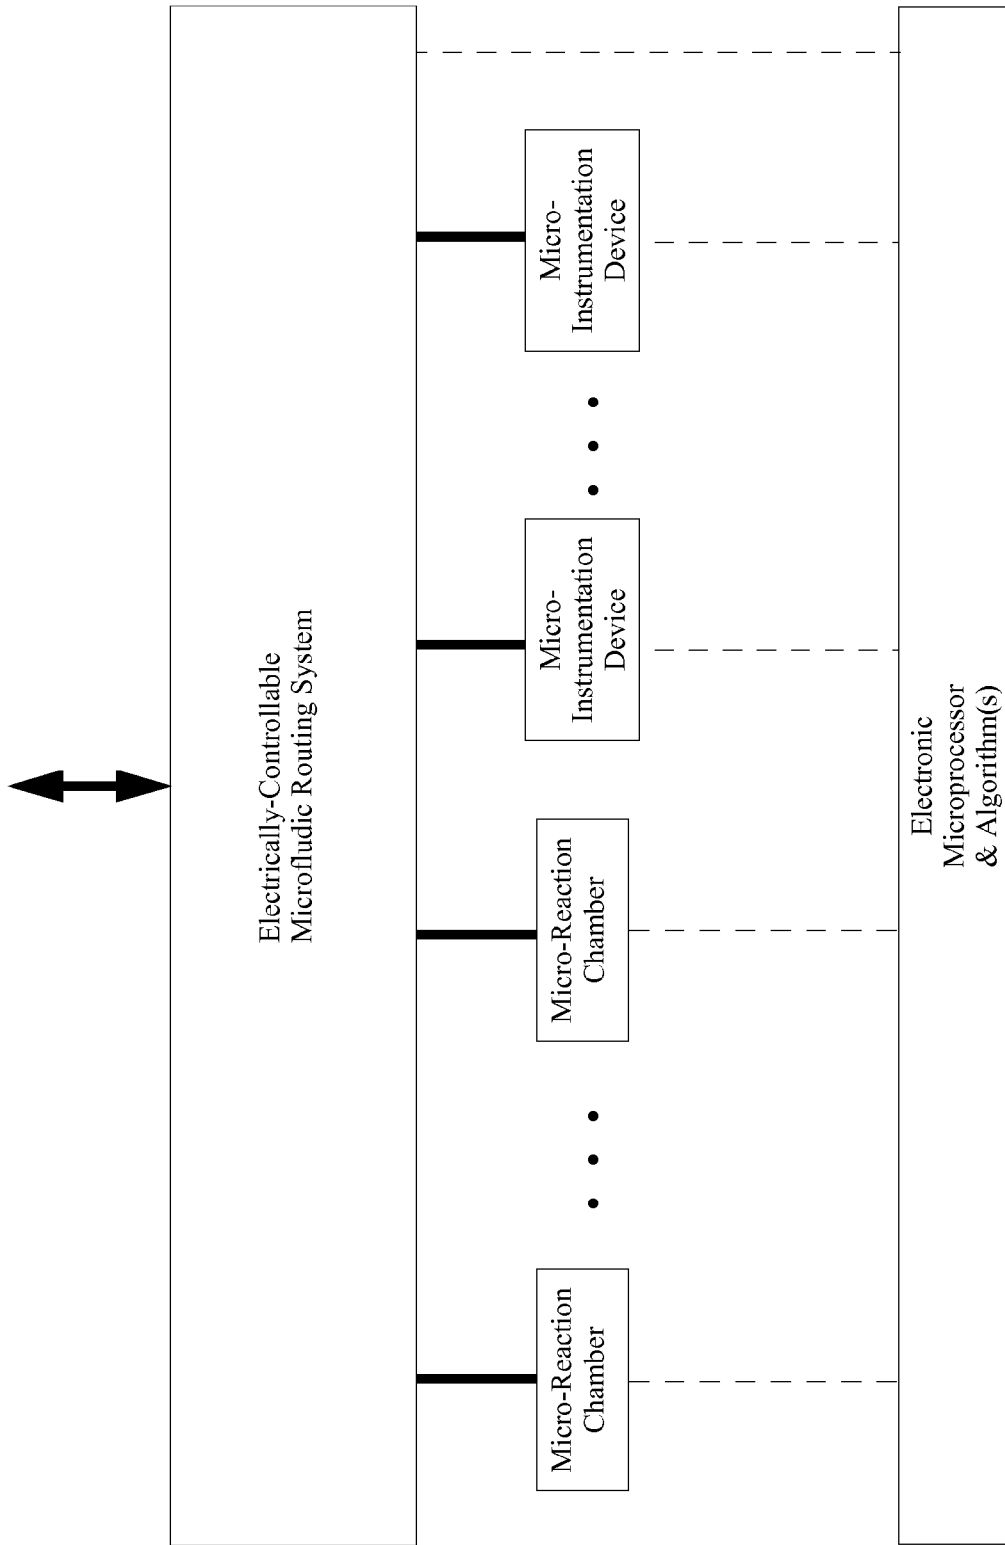 Electrically-Controllable
Microfludic Routing System
Micro-Reaction
Chamber
Micro-Reaction
Chamber
Micro-
Instrumentation
Device
Micro-
Instrumentation
Device
Electronic
Microprocessor
& Algorithm(s)